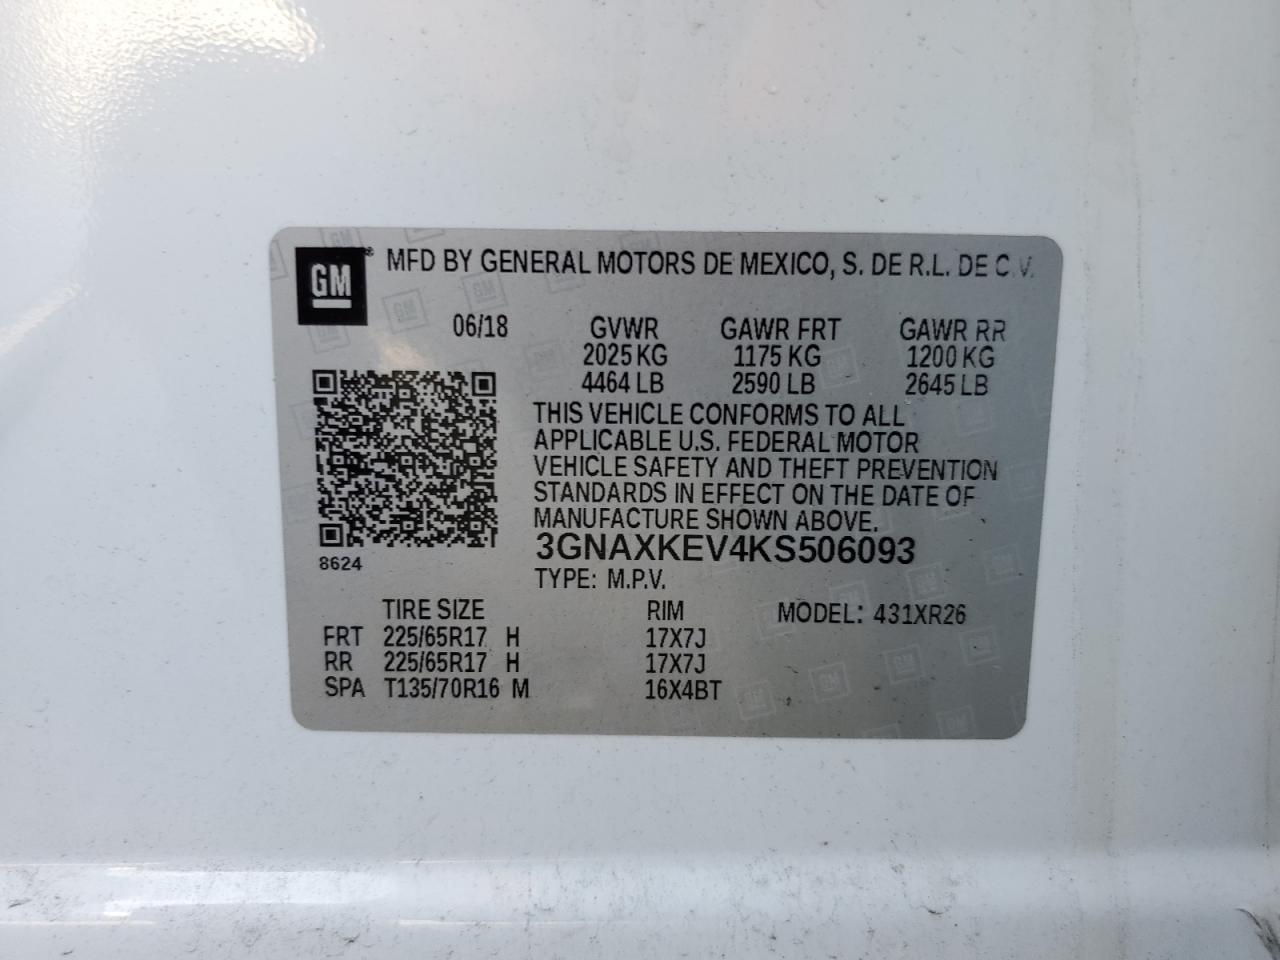 GM
MFD BY GENERAL MOTORS DE MEXICO, S. DE R.L. DE C.V.
06/18 GVWR GAWR FRT GAWR RR
2025 KG 1175 KG 1200 KG
4464 LB 2590 LB 2645 LB
THIS VEHICLE CONFORMS TO ALL
APPLICABLE U.S. FEDERAL MOTOR
VEHICLE SAFETY AND THEFT PREVENTION
STANDARDS IN EFFECT ON THE DATE OF
MANUFACTURE SHOWN ABOVE.
3GNAXKEV4KS506093
8624
TYPE: M.P.V.
TIRE SIZE RIM MODEL: 431XR26
FRT 225/65R17 H 17X7J
RR 225/65R17 H 17X7J
SPA T135/70R16 M 16X4BT